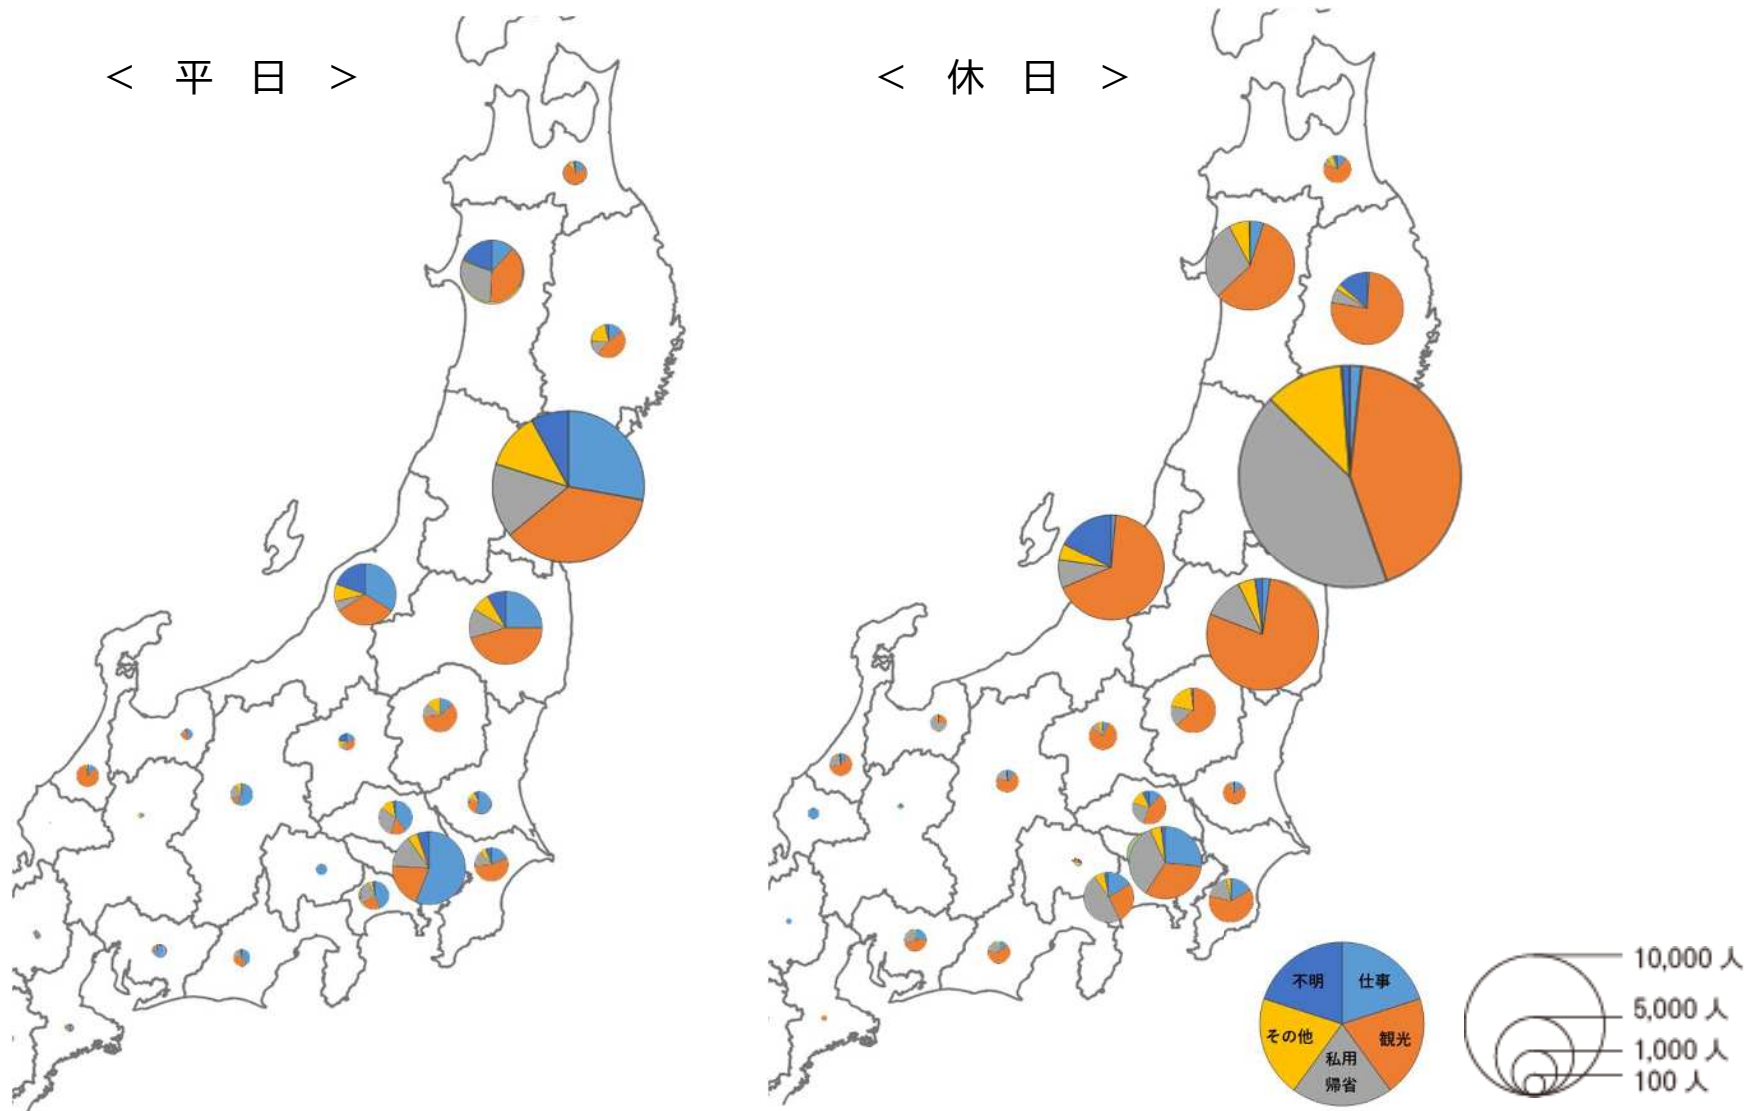 < 平 日 >
< 休 日 >
不明
仕事
その他
観光
私用
帰省
10,000 人
5,000 人
1,000 人
100 人